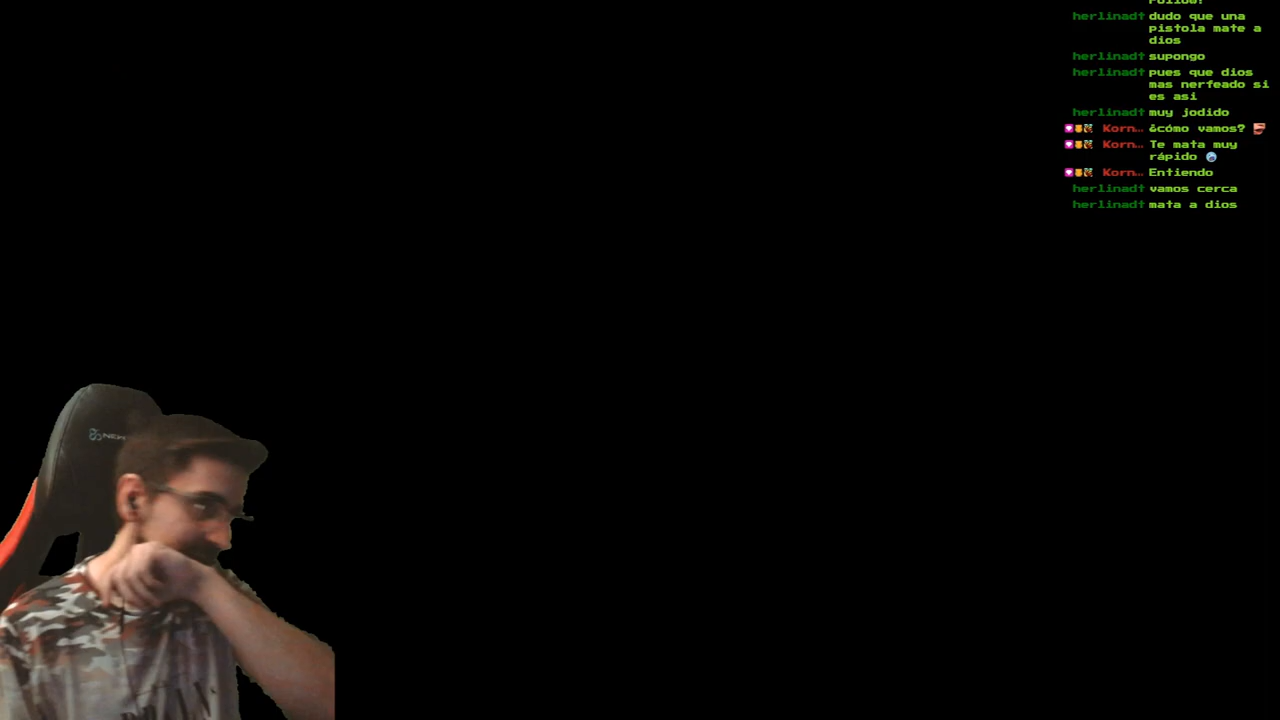 herlinadt dudo que una
pistola mate a
dios
herlinadt supongo
herlinadt pues que dios
mas nerfeado si
es asi
herlinadt muy jodido
Korn… ¿cómo vamos?
Korn… Te mata muy
rápido
Korn… Entiendo
herlinadt vamos cerca
herlinadt mata a dios